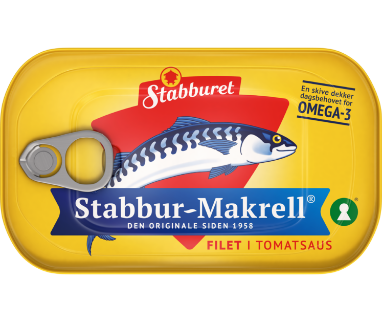 Stabburet
En skive dekker
dagsbehovet for
OMEGA-3
Stabbur-Makrell®
DEN ORIGINALE SIDEN 1958
FILET I TOMATSAUS